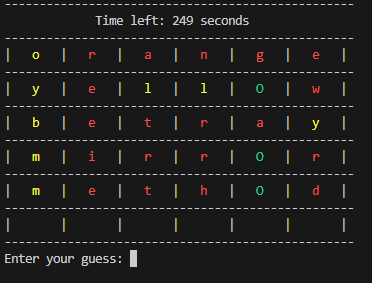 Time left: 249 seconds
| o | r | a | n | g | e |
| y | e | l | l | O | w |
| b | e | t | r | a | y |
| m | i | r | r | O | r |
| m | e | t | h | O | d |
| | | | | | |
Enter your guess: